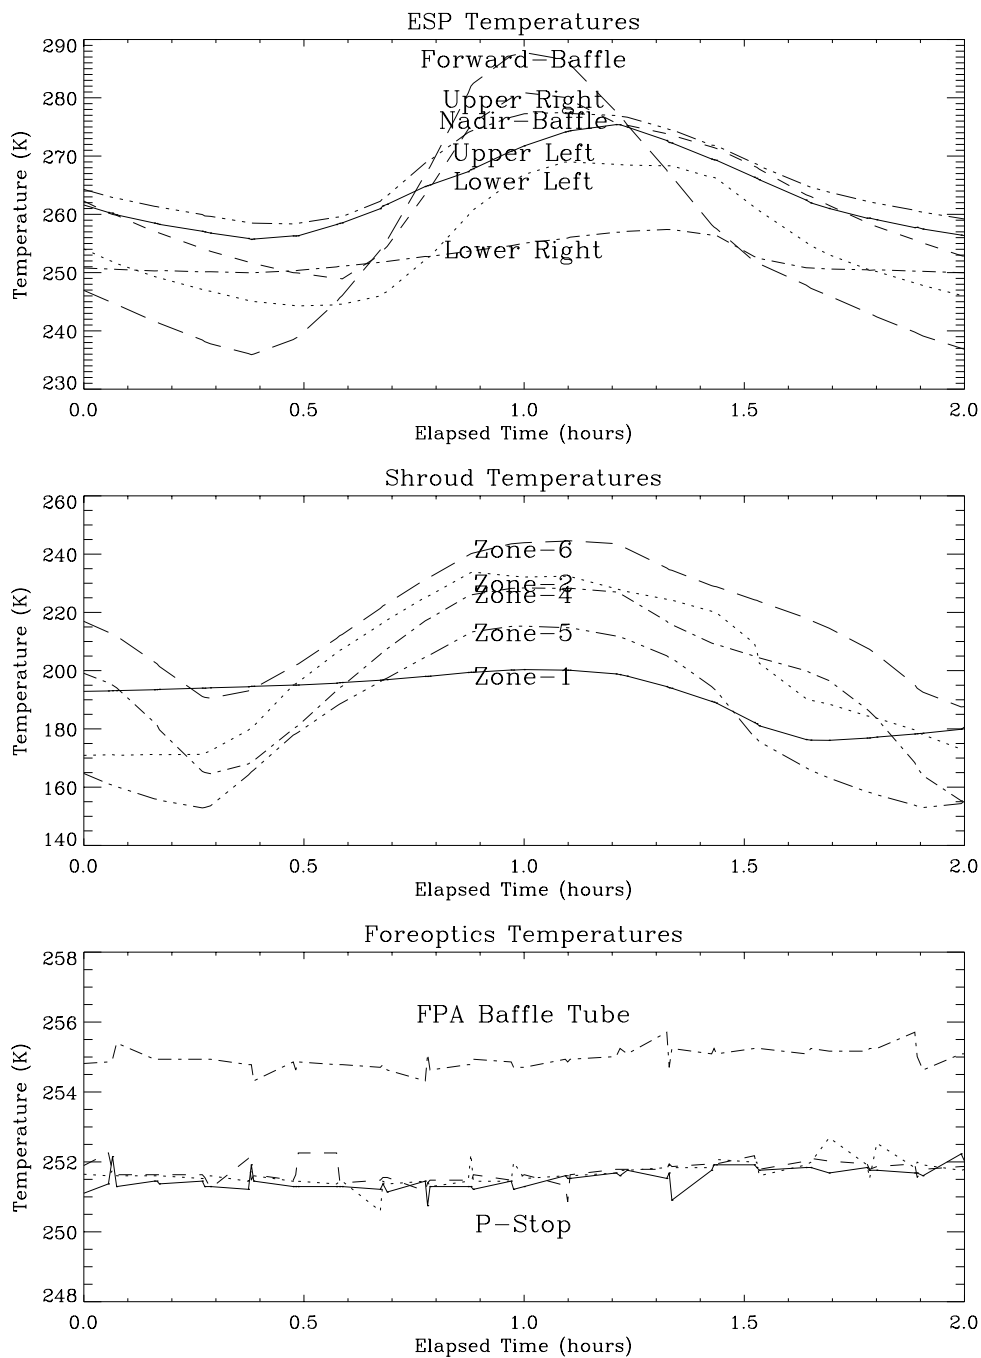 ESP Temperatures
290
280
270
260
250
240
230
Temperature (K)
Forward-Baffle
Upper Right
Nadir-Baffle
Upper Left
Lower Left
Lower Right
0.0 0.5 1.0 1.5 2.0
Elapsed Time (hours)
Shroud Temperatures
260
240
220
200
180
160
140
Temperature (K)
Zone-6
Zone-2
Zone-4
Zone-5
Zone-1
0.0 0.5 1.0 1.5 2.0
Elapsed Time (hours)
Foreoptics Temperatures
258
256
254
252
250
248
Temperature (K)
FPA Baffle Tube
P-Stop
0.0 0.5 1.0 1.5 2.0
Elapsed Time (hours)